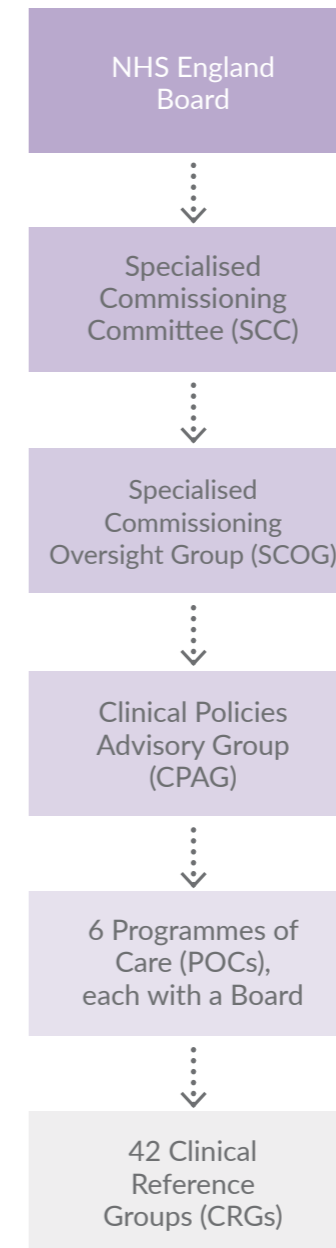 NHS England
Board
Specialised
Commissioning
Committee (SCC)
Specialised
Commissioning
Oversight Group (SCOG)
Clinical Policies
Advisory Group
(CPAG)
6 Programmes of
Care (POCs),
each with a Board
42 Clinical
Reference
Groups (CRGs)